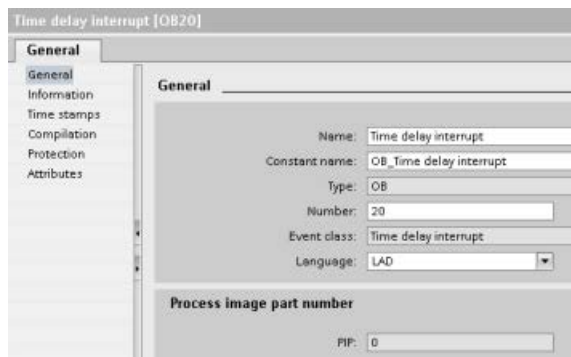 Time delay interrupt [OB20]
General
General
Information
Time stamps
Compilation
Protection
Attributes
General
Name: Time delay interrupt
Constant name: OB_Time delay interrupt
Type: OB
Number: 20
Event class: Time delay interrupt
Language: LAD
Process image part number
PIP: 0